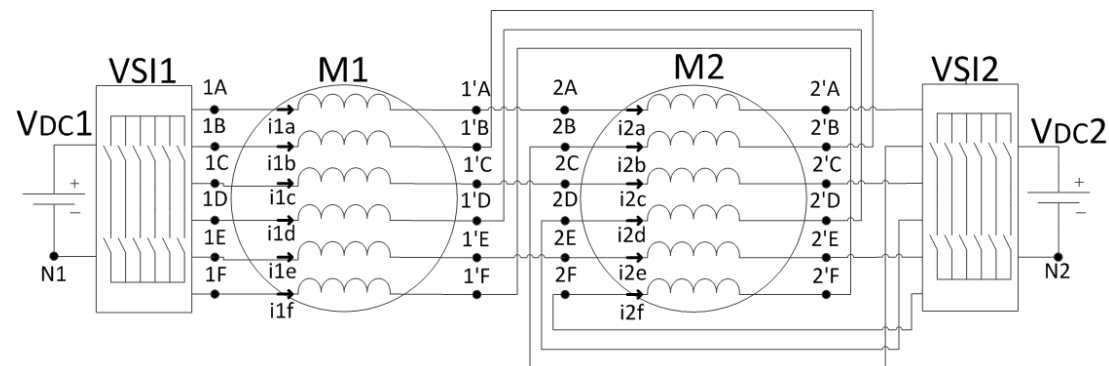 VSI1 M1 M2 VSI2
VDC1 VDC2
1A 1'A 2A 2'A
i1a i2a
1B 1'B 2B 2'B
i1b i2b
1C 1'C 2C 2'C
i1c i2c
1D 1'D 2D 2'D
i1d i2d
1E 1'E 2E 2'E
i1e i2e
1F 1'F 2F 2'F
i1f i2f
+ − + −
N1 N2